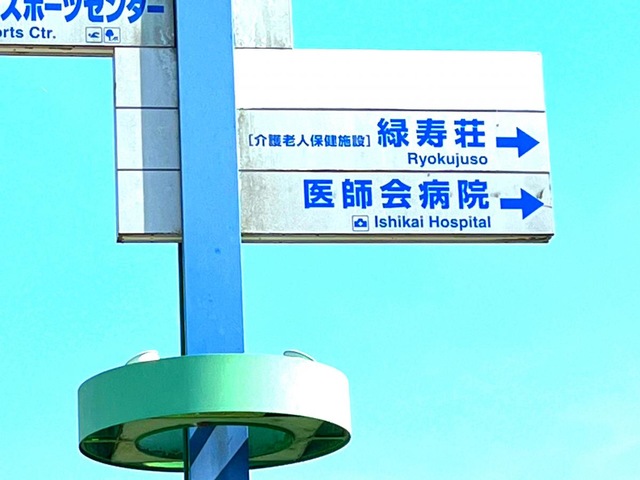 スポーツセンター
orts Ctr.
[介護老人保健施設] 緑寿荘
Ryokujuso
医師会病院
Ishikai Hospital